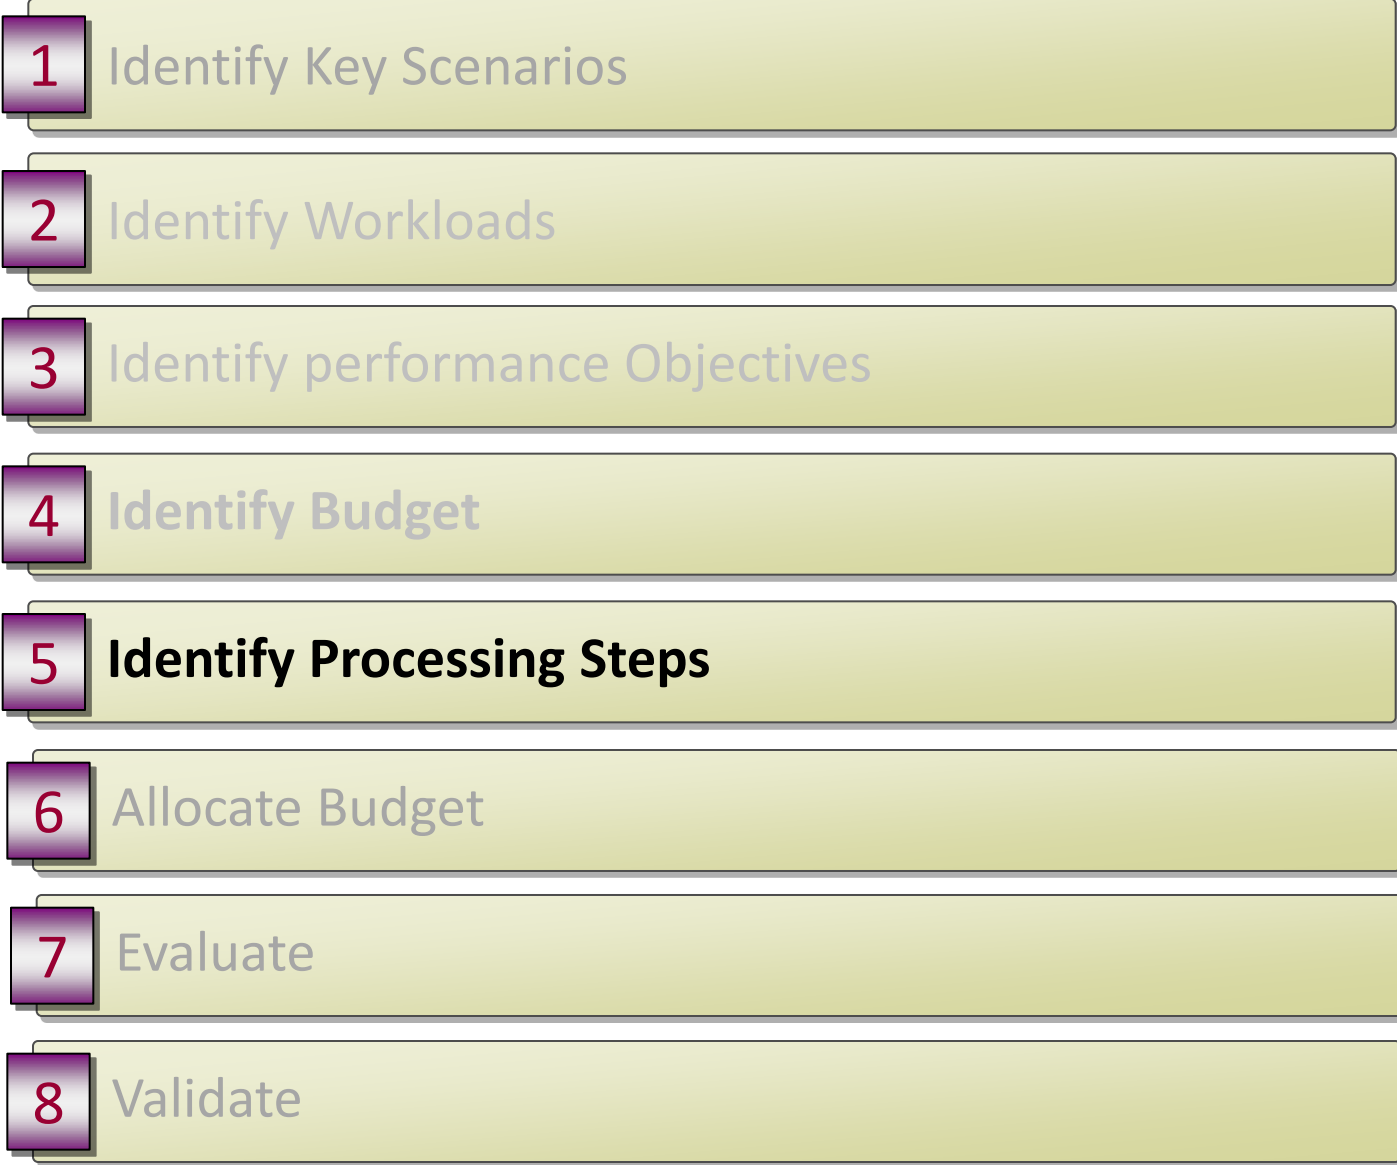 1 Identify Key Scenarios
2 Identify Workloads
3 Identify performance Objectives
4 Identify Budget
5 Identify Processing Steps
6 Allocate Budget
7 Evaluate
8 Validate